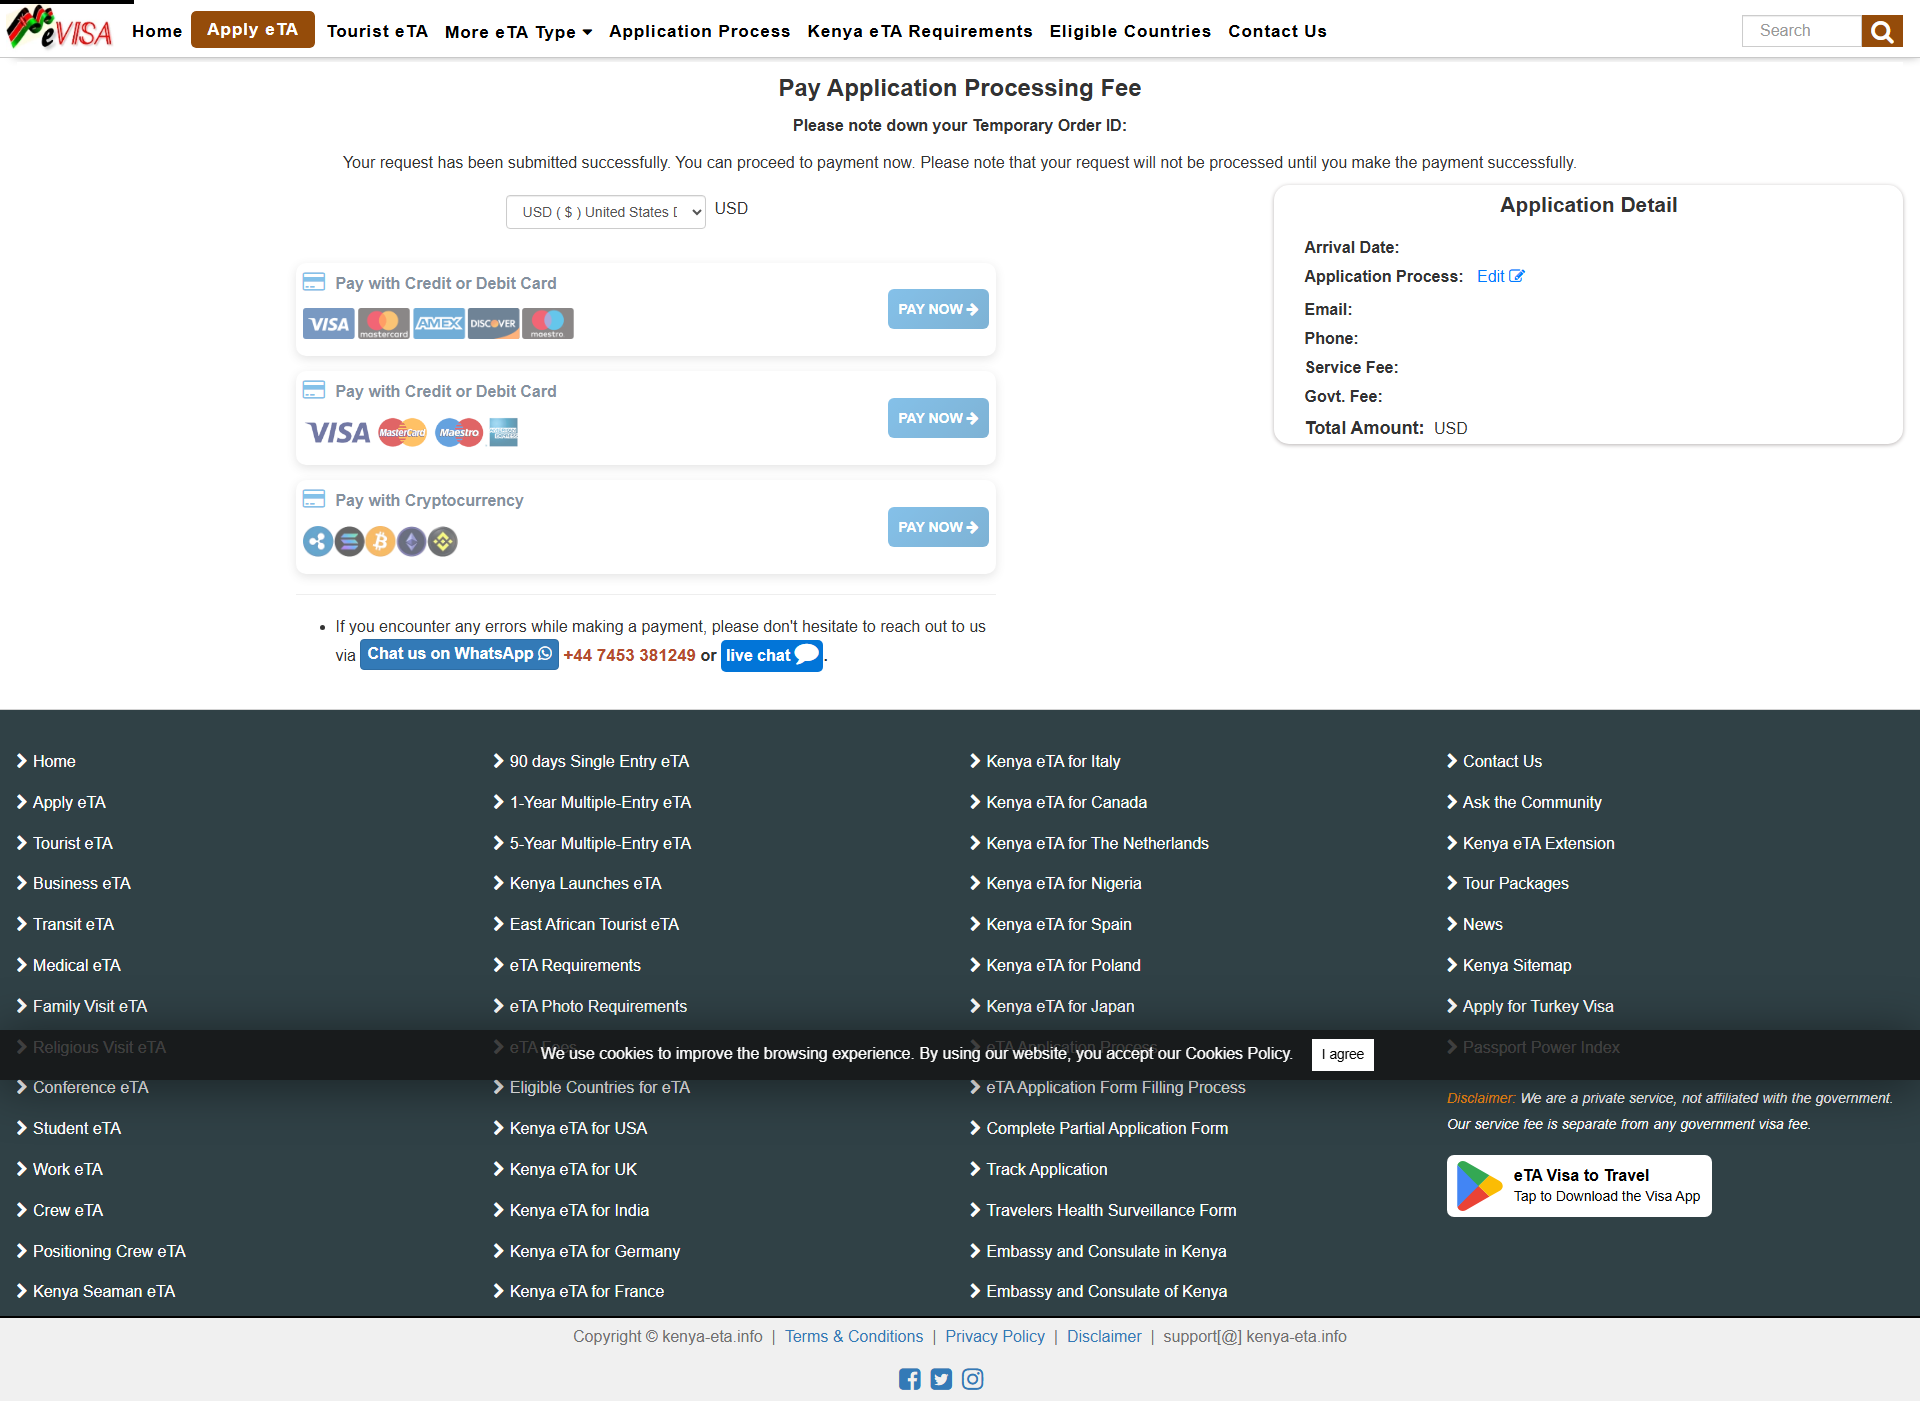 eVISA Home Apply eTA Tourist eTA More eTA Type Application Process Kenya eTA Requirements Eligible Countries Contact Us Search
Pay Application Processing Fee
Please note down your Temporary Order ID:
Your request has been submitted successfully. You can proceed to payment now. Please note that your request will not be processed until you make the payment successfully.
USD ( $ ) United States D USD
Pay with Credit or Debit Card
VISA mastercard AMEX DISCOVER maestro
PAY NOW
Pay with Credit or Debit Card
VISA MasterCard Maestro AMERICAN EXPRESS
PAY NOW
Pay with Cryptocurrency
PAY NOW
• If you encounter any errors while making a payment, please don't hesitate to reach out to us
via Chat us on WhatsApp +44 7453 381249 or live chat .
Application Detail
Arrival Date:
Application Process: Edit
Email:
Phone:
Service Fee:
Govt. Fee:
Total Amount: USD
Home
Apply eTA
Tourist eTA
Business eTA
Transit eTA
Medical eTA
Family Visit eTA
Religious Visit eTA
Conference eTA
Student eTA
Work eTA
Crew eTA
Positioning Crew eTA
Kenya Seaman eTA
90 days Single Entry eTA
1-Year Multiple-Entry eTA
5-Year Multiple-Entry eTA
Kenya Launches eTA
East African Tourist eTA
eTA Requirements
eTA Photo Requirements
eTA Fees
Eligible Countries for eTA
Kenya eTA for USA
Kenya eTA for UK
Kenya eTA for India
Kenya eTA for Germany
Kenya eTA for France
Kenya eTA for Italy
Kenya eTA for Canada
Kenya eTA for The Netherlands
Kenya eTA for Nigeria
Kenya eTA for Spain
Kenya eTA for Poland
Kenya eTA for Japan
eTA Application Process
eTA Application Form Filling Process
Complete Partial Application Form
Track Application
Travelers Health Surveillance Form
Embassy and Consulate in Kenya
Embassy and Consulate of Kenya
Contact Us
Ask the Community
Kenya eTA Extension
Tour Packages
News
Kenya Sitemap
Apply for Turkey Visa
Passport Power Index
Disclaimer: We are a private service, not affiliated with the government.
Our service fee is separate from any government visa fee.
eTA Visa to Travel
Tap to Download the Visa App
We use cookies to improve the browsing experience. By using our website, you accept our Cookies Policy. I agree
Copyright © kenya-eta.info | Terms & Conditions | Privacy Policy | Disclaimer | support[@] kenya-eta.info